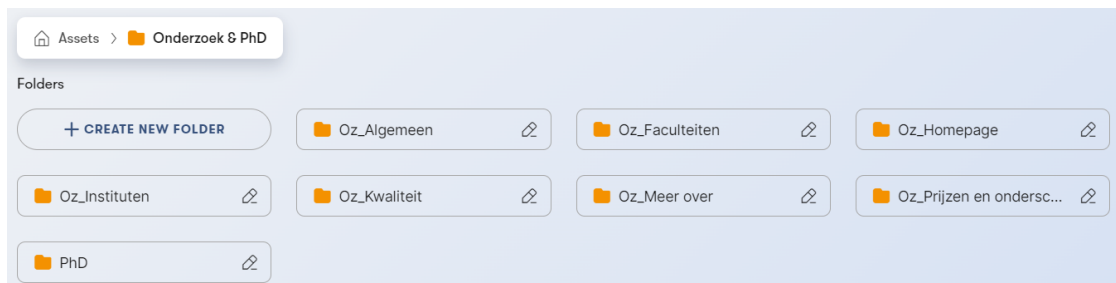 Assets > Onderzoek & PhD
Folders
+ CREATE NEW FOLDER
Oz_Algemeen
Oz_Faculteiten
Oz_Homepage
Oz_Instituten
Oz_Kwaliteit
Oz_Meer over
Oz_Prijzen en ondersc...
PhD